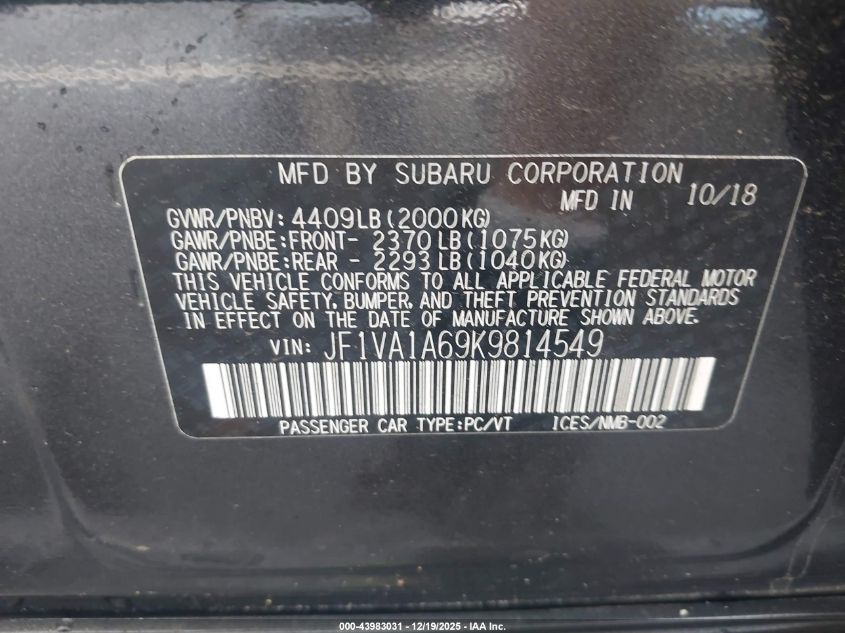 MFD BY SUBARU CORPORATION
MFD IN 10/18
GVWR/PNBV: 4409LB(2000KG)
GAWR/PNBE:FRONT- 2370LB(1075KG)
GAWR/PNBE:REAR - 2293LB(1040KG)
THIS VEHICLE CONFORMS TO ALL APPLICABLE FEDERAL MOTOR
VEHICLE SAFETY, BUMPER, AND THEFT PREVENTION STANDARDS
IN EFFECT ON THE DATE OF MANUFACTURE SHOWN ABOVE.
VIN: JF1VA1A69K9814549
PASSENGER CAR TYPE:PC/VT ICES/NMB-002
000-43983031 - 12/19/2025 - IAA Inc.